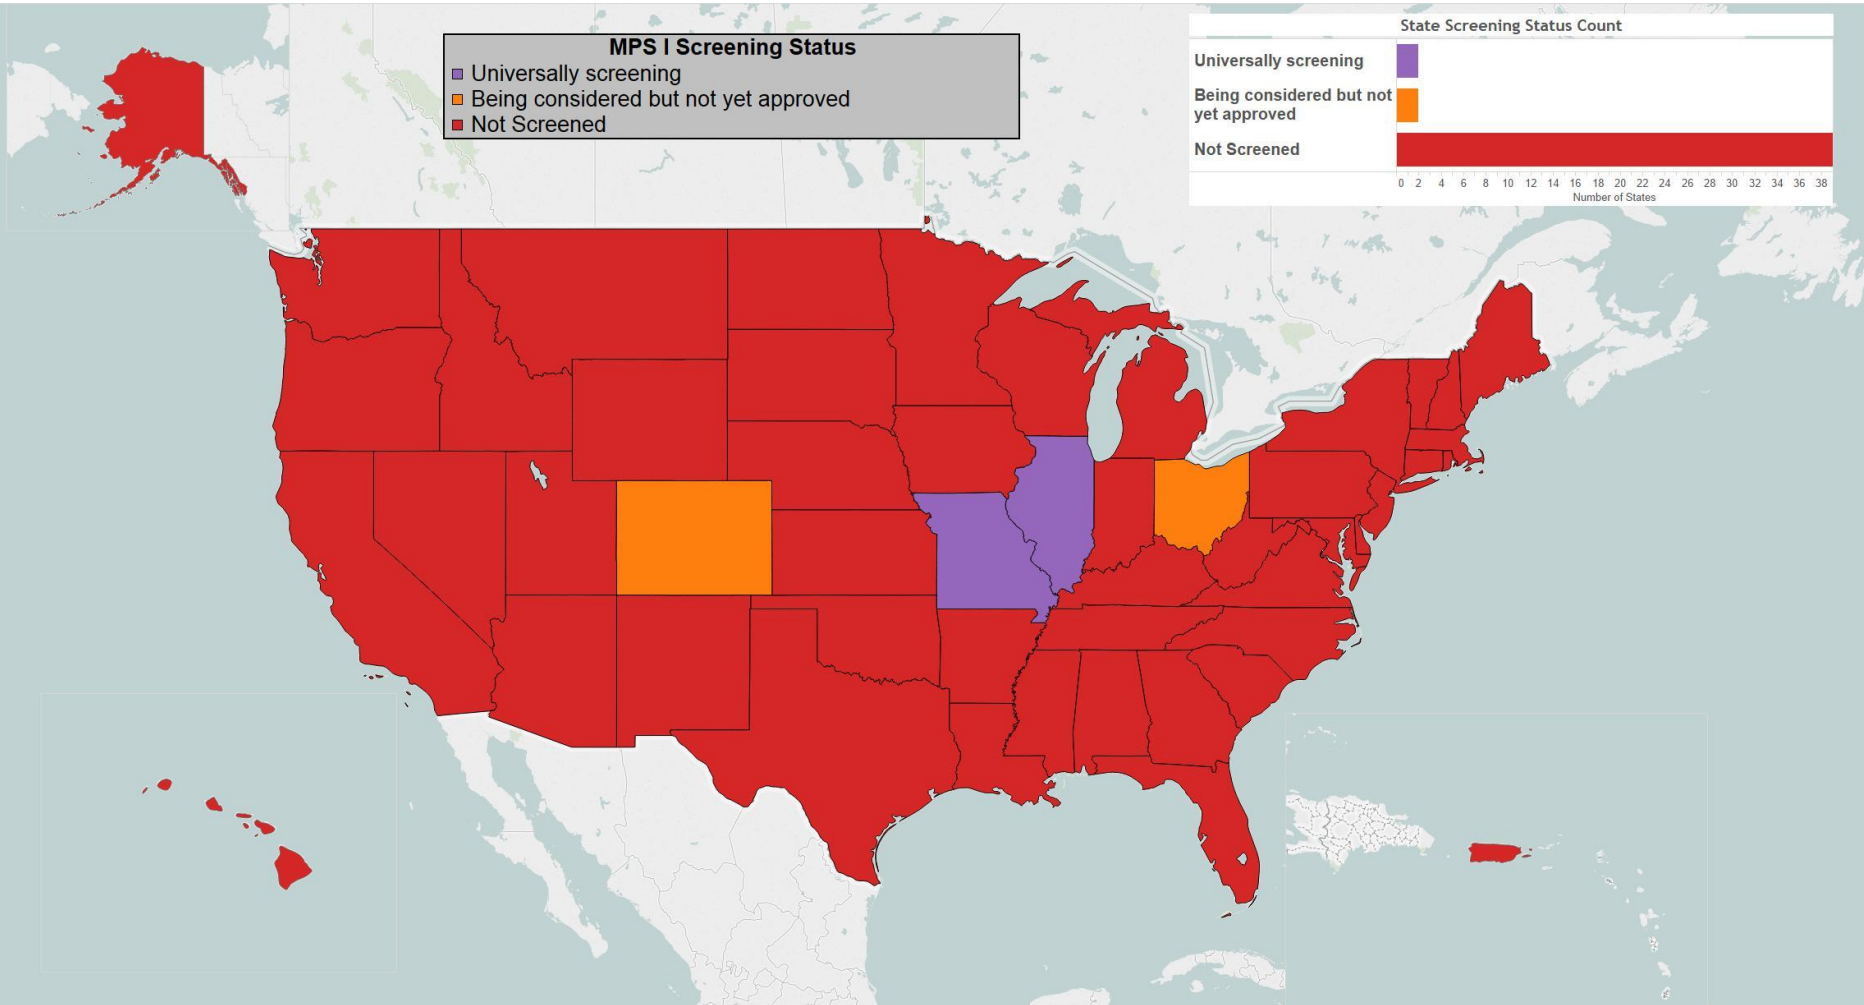 MPS I Screening Status
Universally screening
Being considered but not yet approved
Not Screened
State Screening Status Count
Universally screening
Being considered but not
yet approved
Not Screened
0 2 4 6 8 10 12 14 16 18 20 22 24 26 28 30 32 34 36 38
Number of States